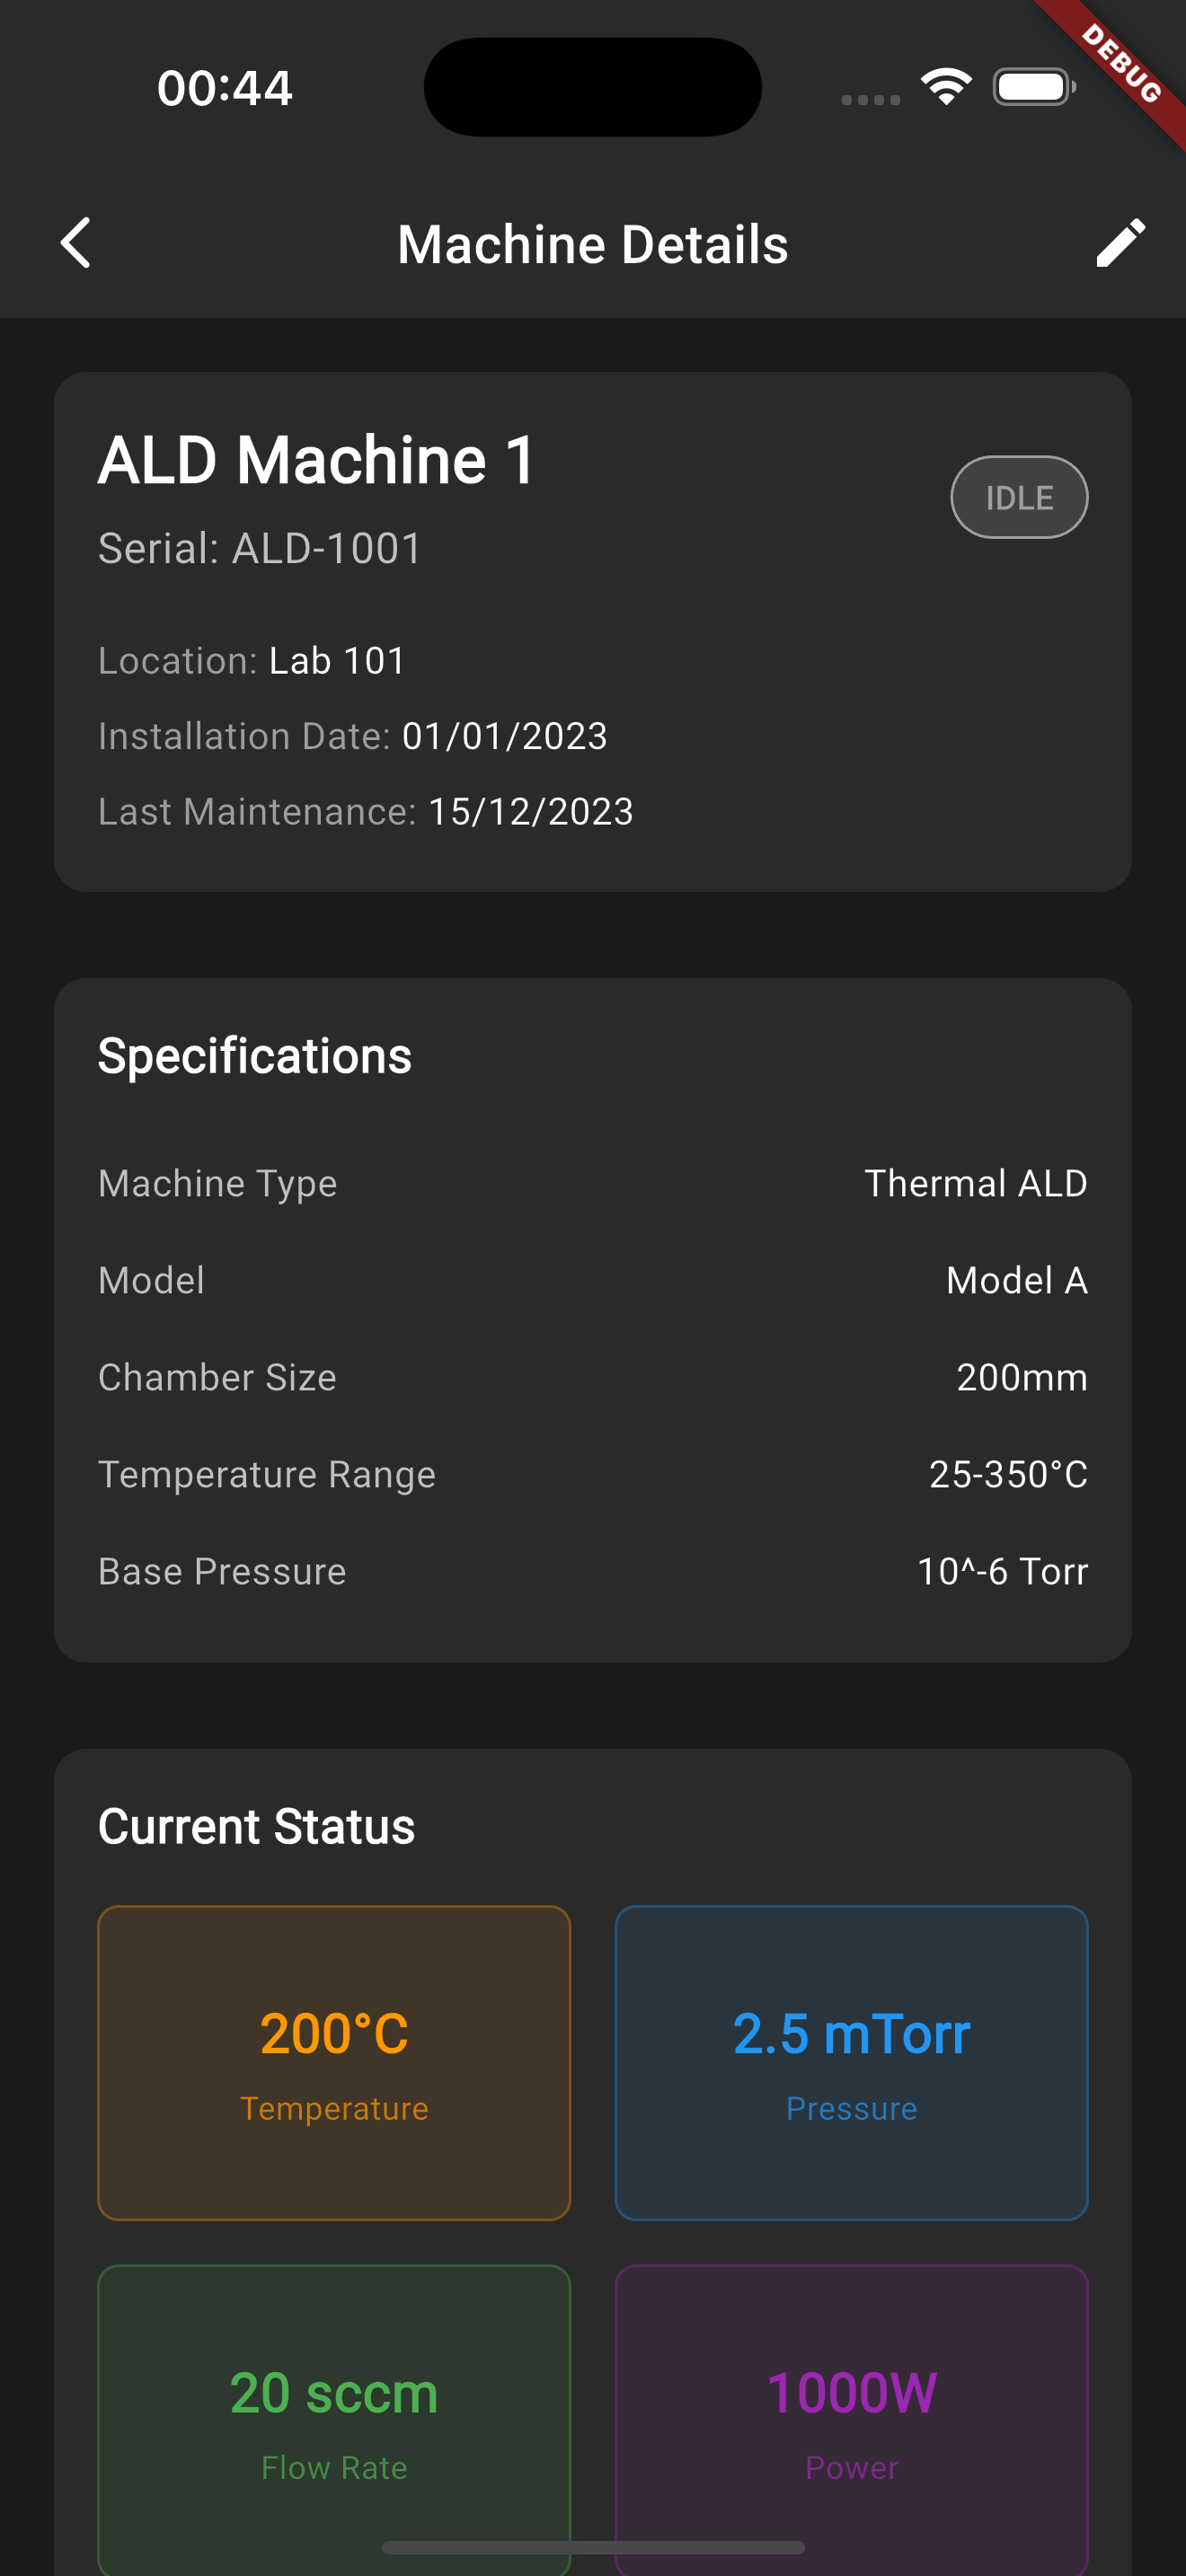 00:44
DEBUG
Machine Details
ALD Machine 1
IDLE
Serial: ALD-1001
Location: Lab 101
Installation Date: 01/01/2023
Last Maintenance: 15/12/2023
Specifications
Machine Type Thermal ALD
Model Model A
Chamber Size 200mm
Temperature Range 25-350°C
Base Pressure 10^-6 Torr
Current Status
200°C 2.5 mTorr
Temperature Pressure
20 sccm 1000W
Flow Rate Power